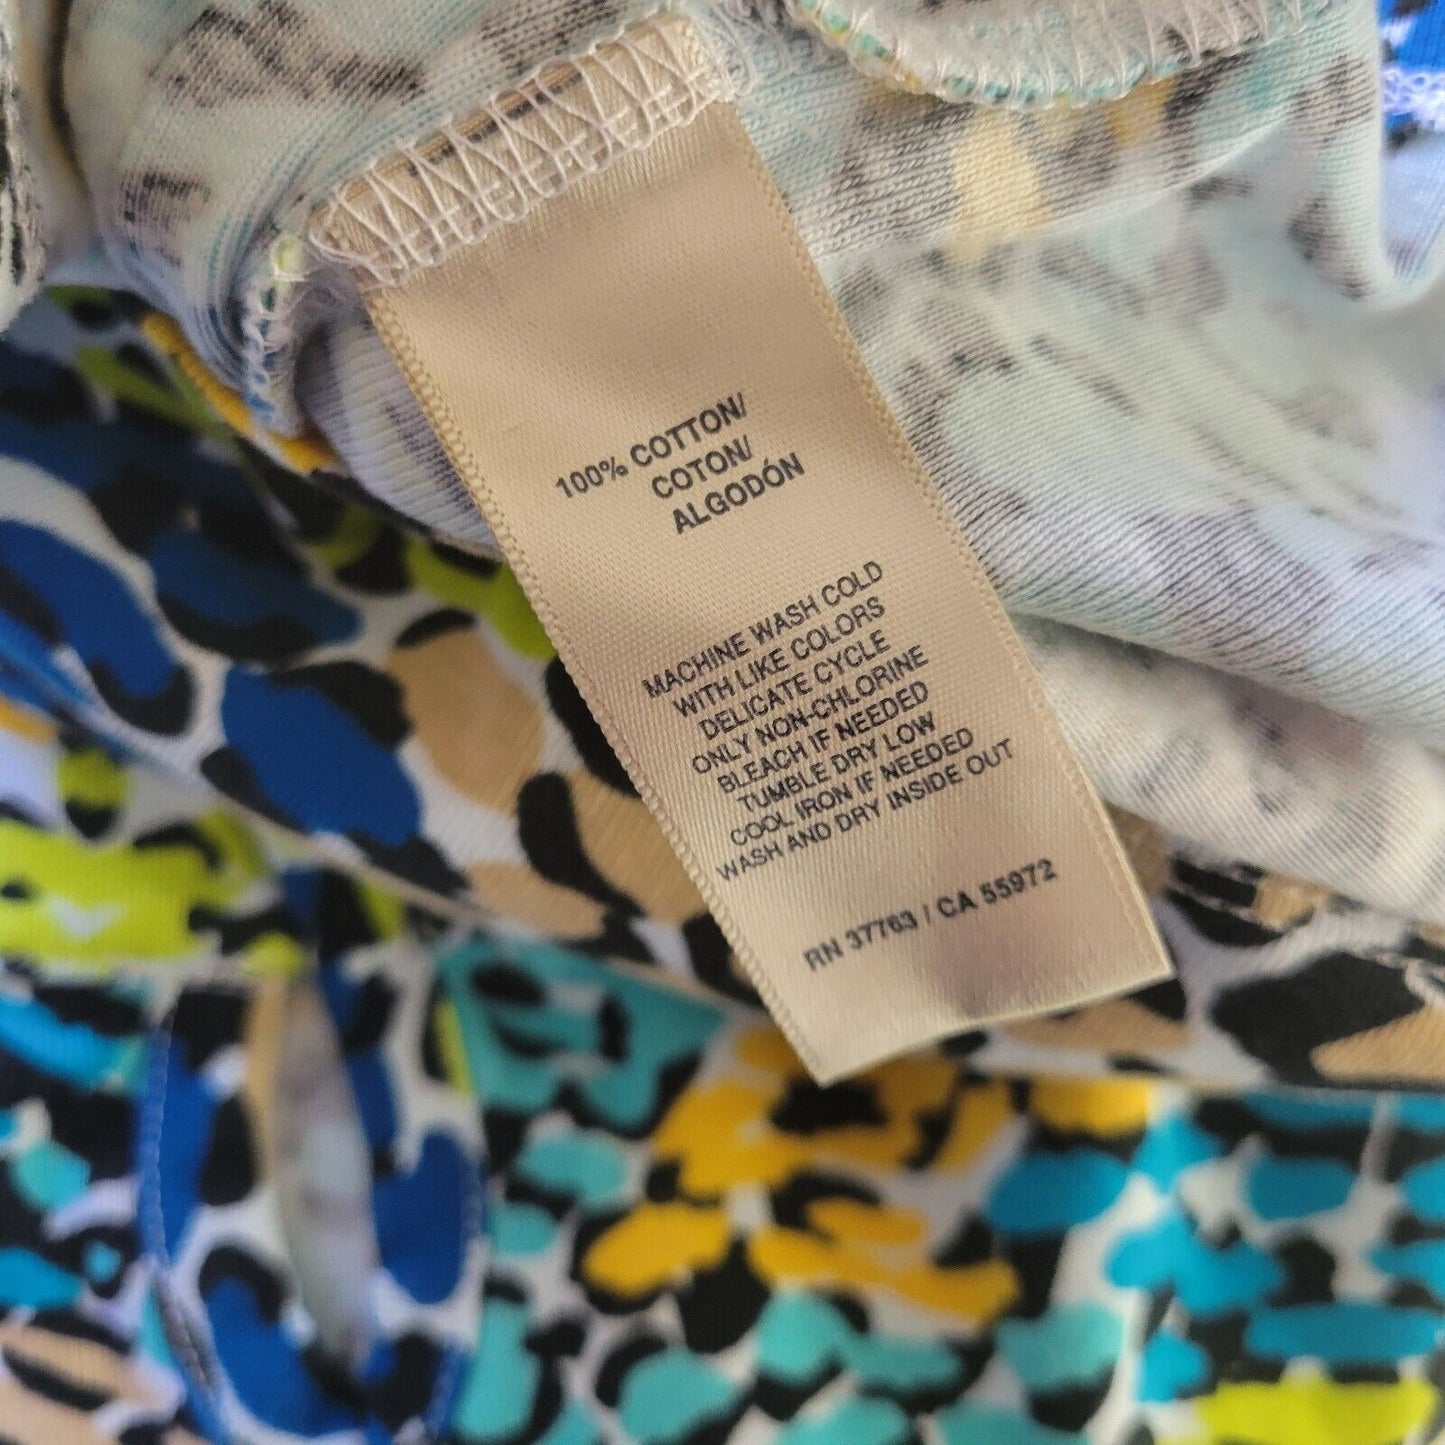 100% COTTON/
COTON/
ALGODÓN
MACHINE WASH COLD
WITH LIKE COLORS
DELICATE CYCLE
ONLY NON-CHLORINE
BLEACH IF NEEDED
TUMBLE DRY LOW
COOL IRON IF NEEDED
WASH AND DRY INSIDE OUT
RN 37763 / CA 55972